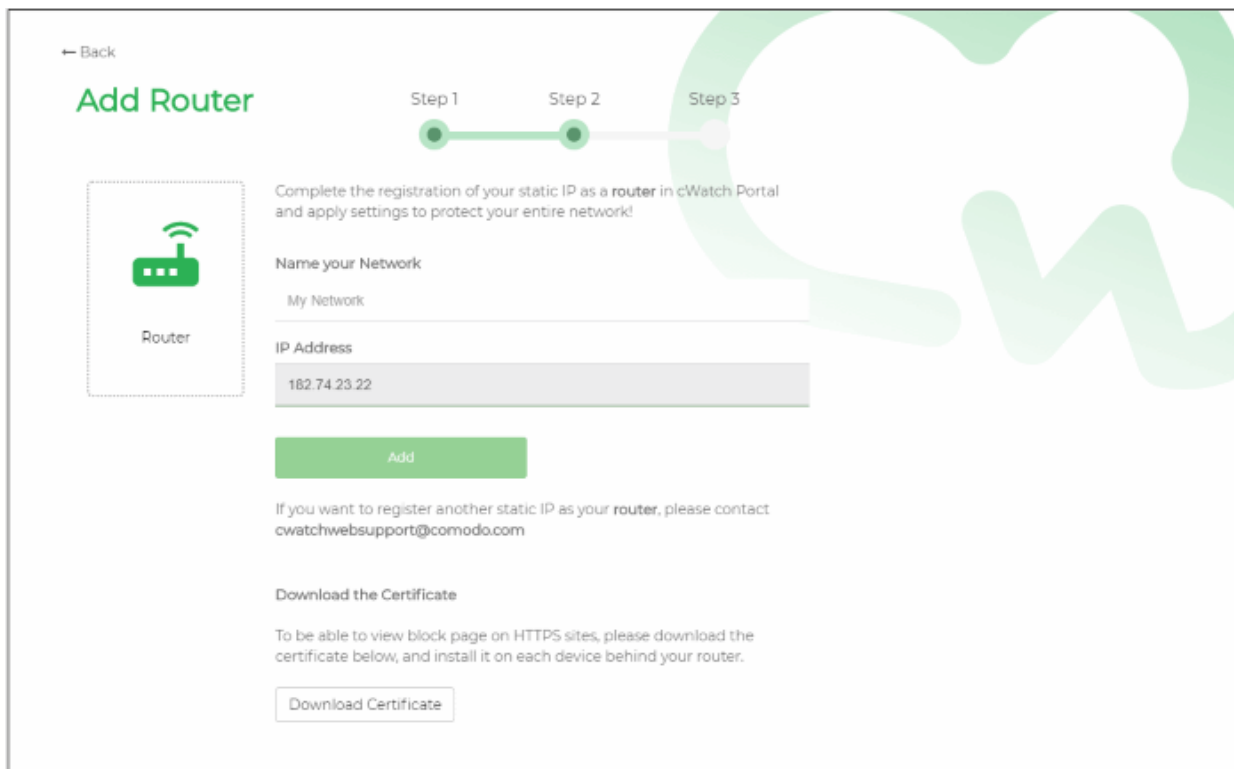 ← Back
Add Router
Step 1 Step 2 Step 3
Router
Complete the registration of your static IP as a router in cWatch Portal
and apply settings to protect your entire network!
Name your Network
My Network
IP Address
182.74.23.22
Add
If you want to register another static IP as your router, please contact
cwatchwebsupport@comodo.com
Download the Certificate
To be able to view block page on HTTPS sites, please download the
certificate below, and install it on each device behind your router.
Download Certificate